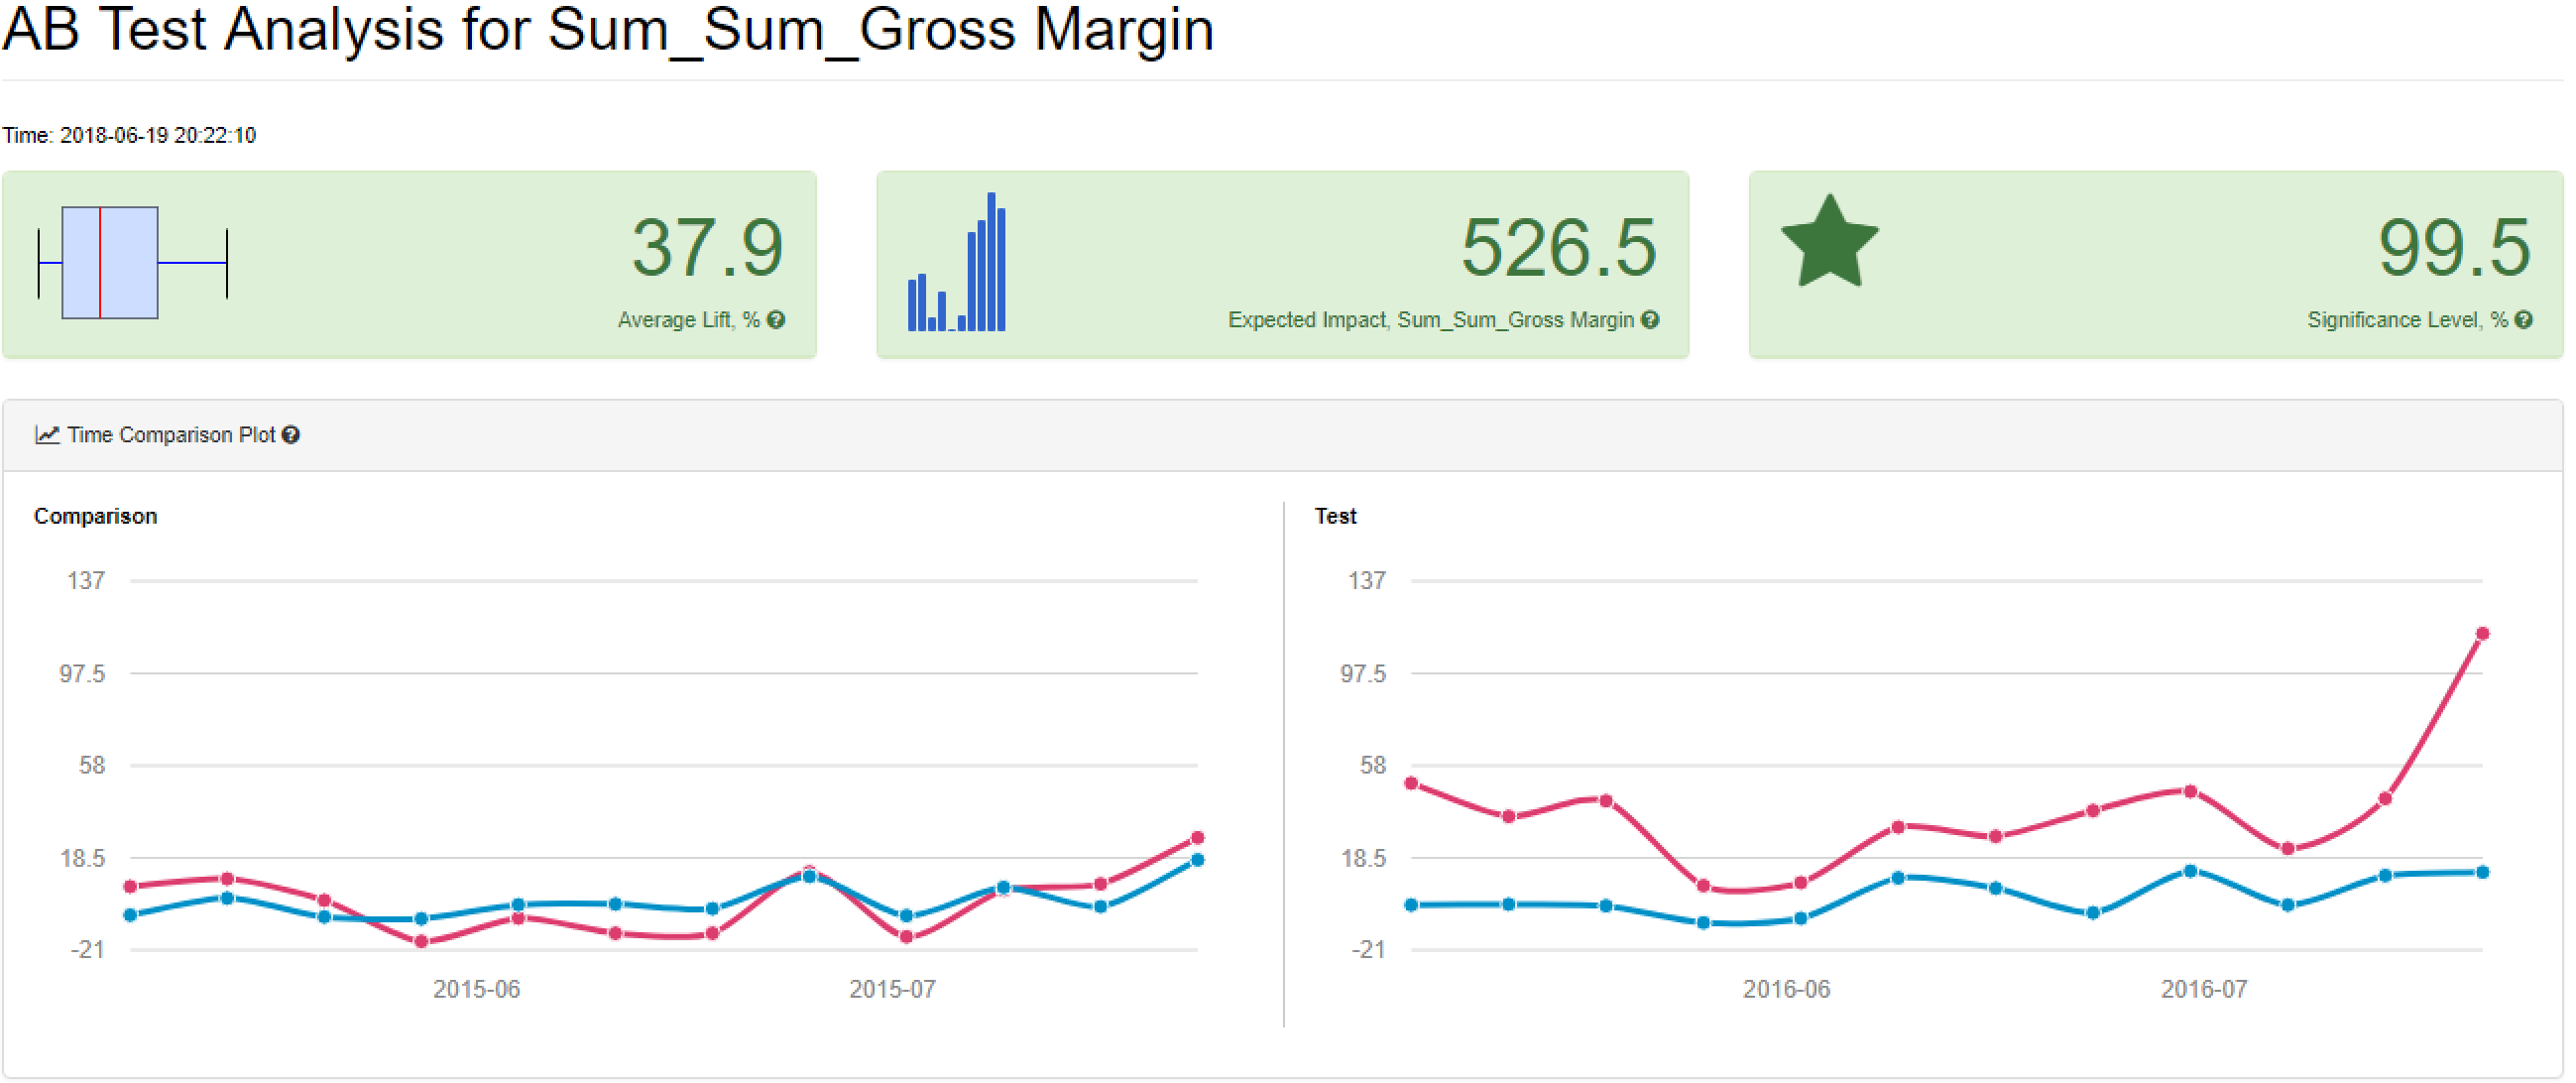 AB Test Analysis for Sum_Sum_Gross Margin
Time: 2018-06-19 20:22:10
37.9
Average Lift, %
526.5
Expected Impact, Sum_Sum_Gross Margin
99.5
Significance Level, %
Time Comparison Plot
Comparison
137
97.5
58
18.5
-21
2015-06 2015-07
Test
137
97.5
58
18.5
-21
2016-06 2016-07